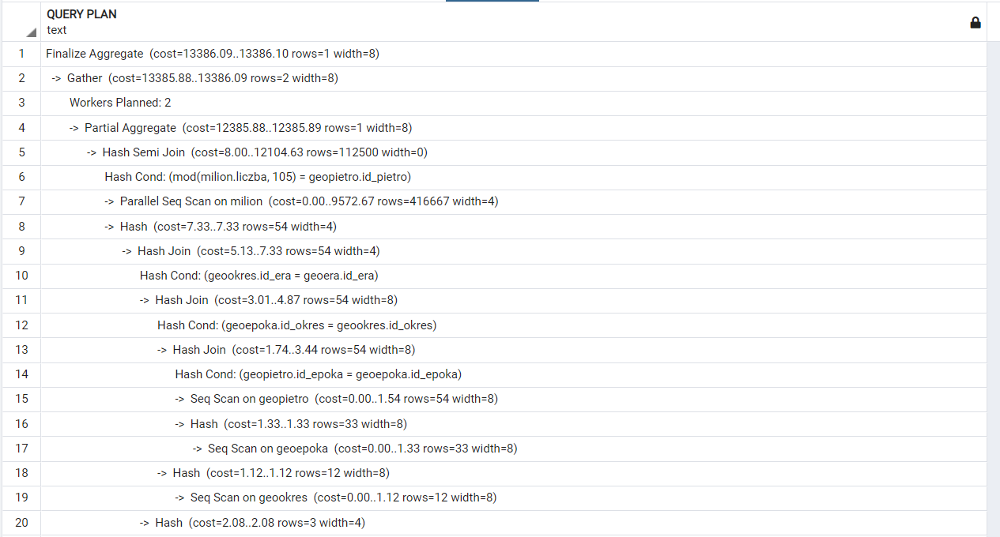 QUERY PLAN
text
1 Finalize Aggregate (cost=13386.09..13386.10 rows=1 width=8)
2 -> Gather (cost=13385.88..13386.09 rows=2 width=8)
3 Workers Planned: 2
4 -> Partial Aggregate (cost=12385.88..12385.89 rows=1 width=8)
5 -> Hash Semi Join (cost=8.00..12104.63 rows=112500 width=0)
6 Hash Cond: (mod(milion.liczba, 105) = geopietro.id_pietro)
7 -> Parallel Seq Scan on milion (cost=0.00..9572.67 rows=416667 width=4)
8 -> Hash (cost=7.33..7.33 rows=54 width=4)
9 -> Hash Join (cost=5.13..7.33 rows=54 width=4)
10 Hash Cond: (geookres.id_era = geoera.id_era)
11 -> Hash Join (cost=3.01..4.87 rows=54 width=8)
12 Hash Cond: (geoepoka.id_okres = geookres.id_okres)
13 -> Hash Join (cost=1.74..3.44 rows=54 width=8)
14 Hash Cond: (geopietro.id_epoka = geoepoka.id_epoka)
15 -> Seq Scan on geopietro (cost=0.00..1.54 rows=54 width=8)
16 -> Hash (cost=1.33..1.33 rows=33 width=8)
17 -> Seq Scan on geoepoka (cost=0.00..1.33 rows=33 width=8)
18 -> Hash (cost=1.12..1.12 rows=12 width=8)
19 -> Seq Scan on geookres (cost=0.00..1.12 rows=12 width=8)
20 -> Hash (cost=2.08..2.08 rows=3 width=4)